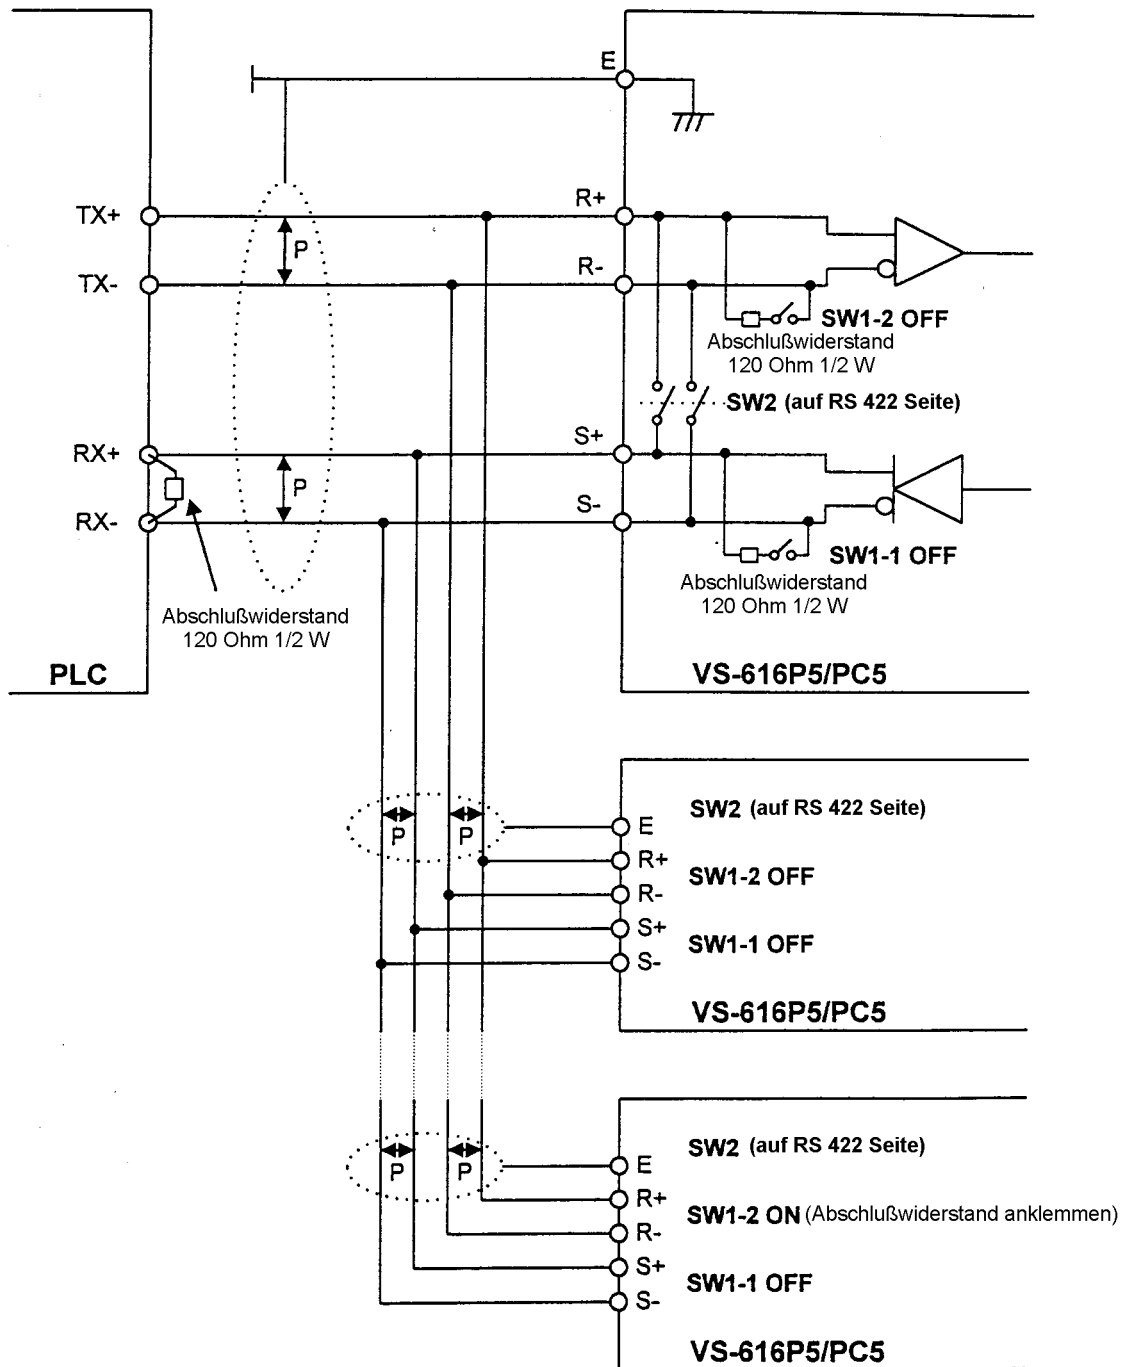 E
TX+
R+
P
TX-
R-
SW1-2 OFF
Abschlußwiderstand
120 Ohm 1/2 W
SW2 (auf RS 422 Seite)
RX+
S+
P
RX-
S-
SW1-1 OFF
Abschlußwiderstand
120 Ohm 1/2 W
Abschlußwiderstand
120 Ohm 1/2 W
PLC
VS-616P5/PC5
SW2 (auf RS 422 Seite)
P
P
E
R+
SW1-2 OFF
R-
S+
SW1-1 OFF
S-
VS-616P5/PC5
SW2 (auf RS 422 Seite)
P
P
E
R+
SW1-2 ON (Abschlußwiderstand anklemmen)
R-
S+
SW1-1 OFF
S-
VS-616P5/PC5